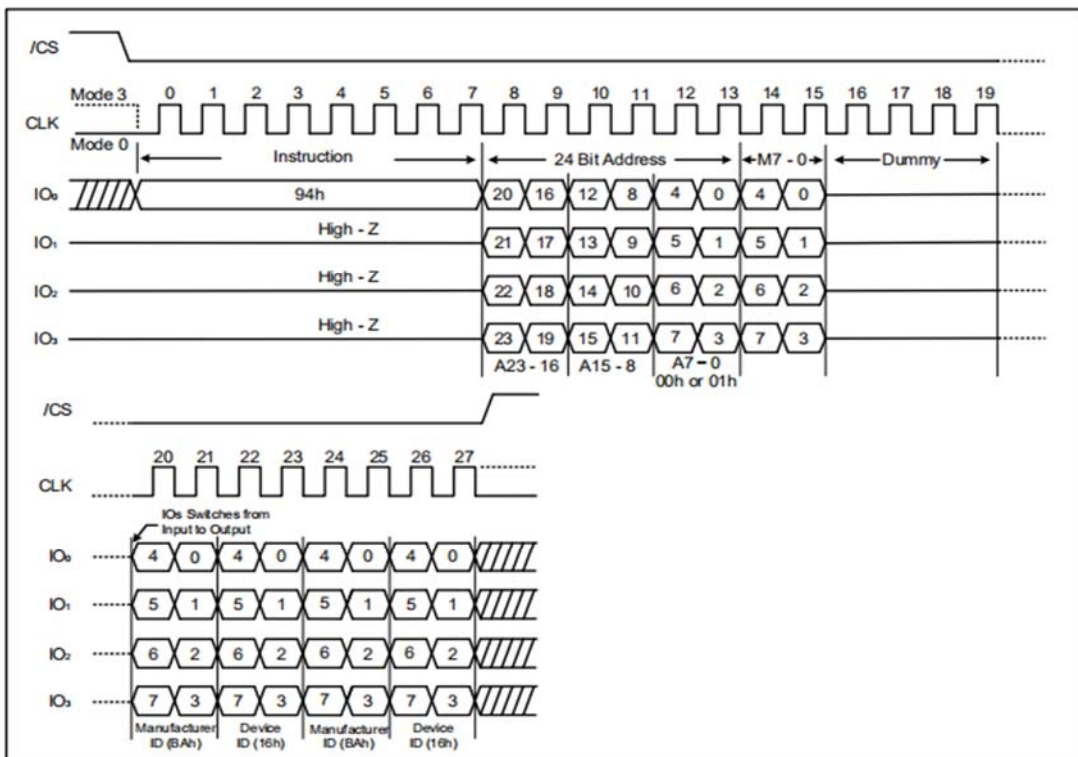 /CS
Mode 3 0 1 2 3 4 5 6 7 8 9 10 11 12 13 14 15 16 17 18 19
CLK
Mode 0
Instruction 24 Bit Address M7 - 0 Dummy
IO₀ 94h 20 16 12 8 4 0 4 0
High - Z
IO₁ 21 17 13 9 5 1 5 1
High - Z
IO₂ 22 18 14 10 6 2 6 2
High - Z
IO₃ 23 19 15 11 7 3 7 3
A23 - 16 A15 - 8 A7 - 0
00h or 01h
/CS
20 21 22 23 24 25 26 27
CLK
IOs Switches from
Input to Output
IO₀ 4 0 4 0 4 0 4 0
IO₁ 5 1 5 1 5 1 5 1
IO₂ 6 2 6 2 6 2 6 2
IO₃ 7 3 7 3 7 3 7 3
Manufacturer Device Manufacturer Device
ID (BAh) ID (16h) ID (BAh) ID (16h)